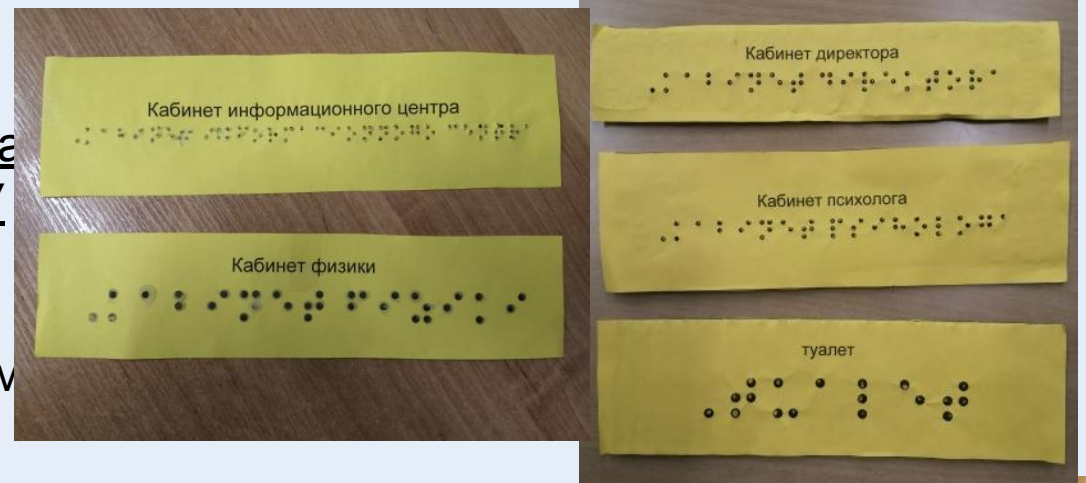 Кабинет информационного центра
Кабинет физики
Кабинет директора
Кабинет психолога
туалет